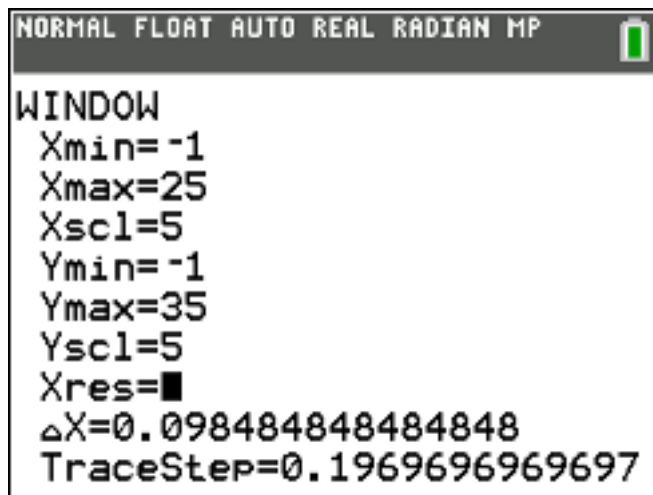 NORMAL FLOAT AUTO REAL RADIAN MP
WINDOW
Xmin=-1
Xmax=25
Xscl=5
Ymin=-1
Ymax=35
Yscl=5
Xres=
△X=0.098484848484848
TraceStep=0.1969696969697